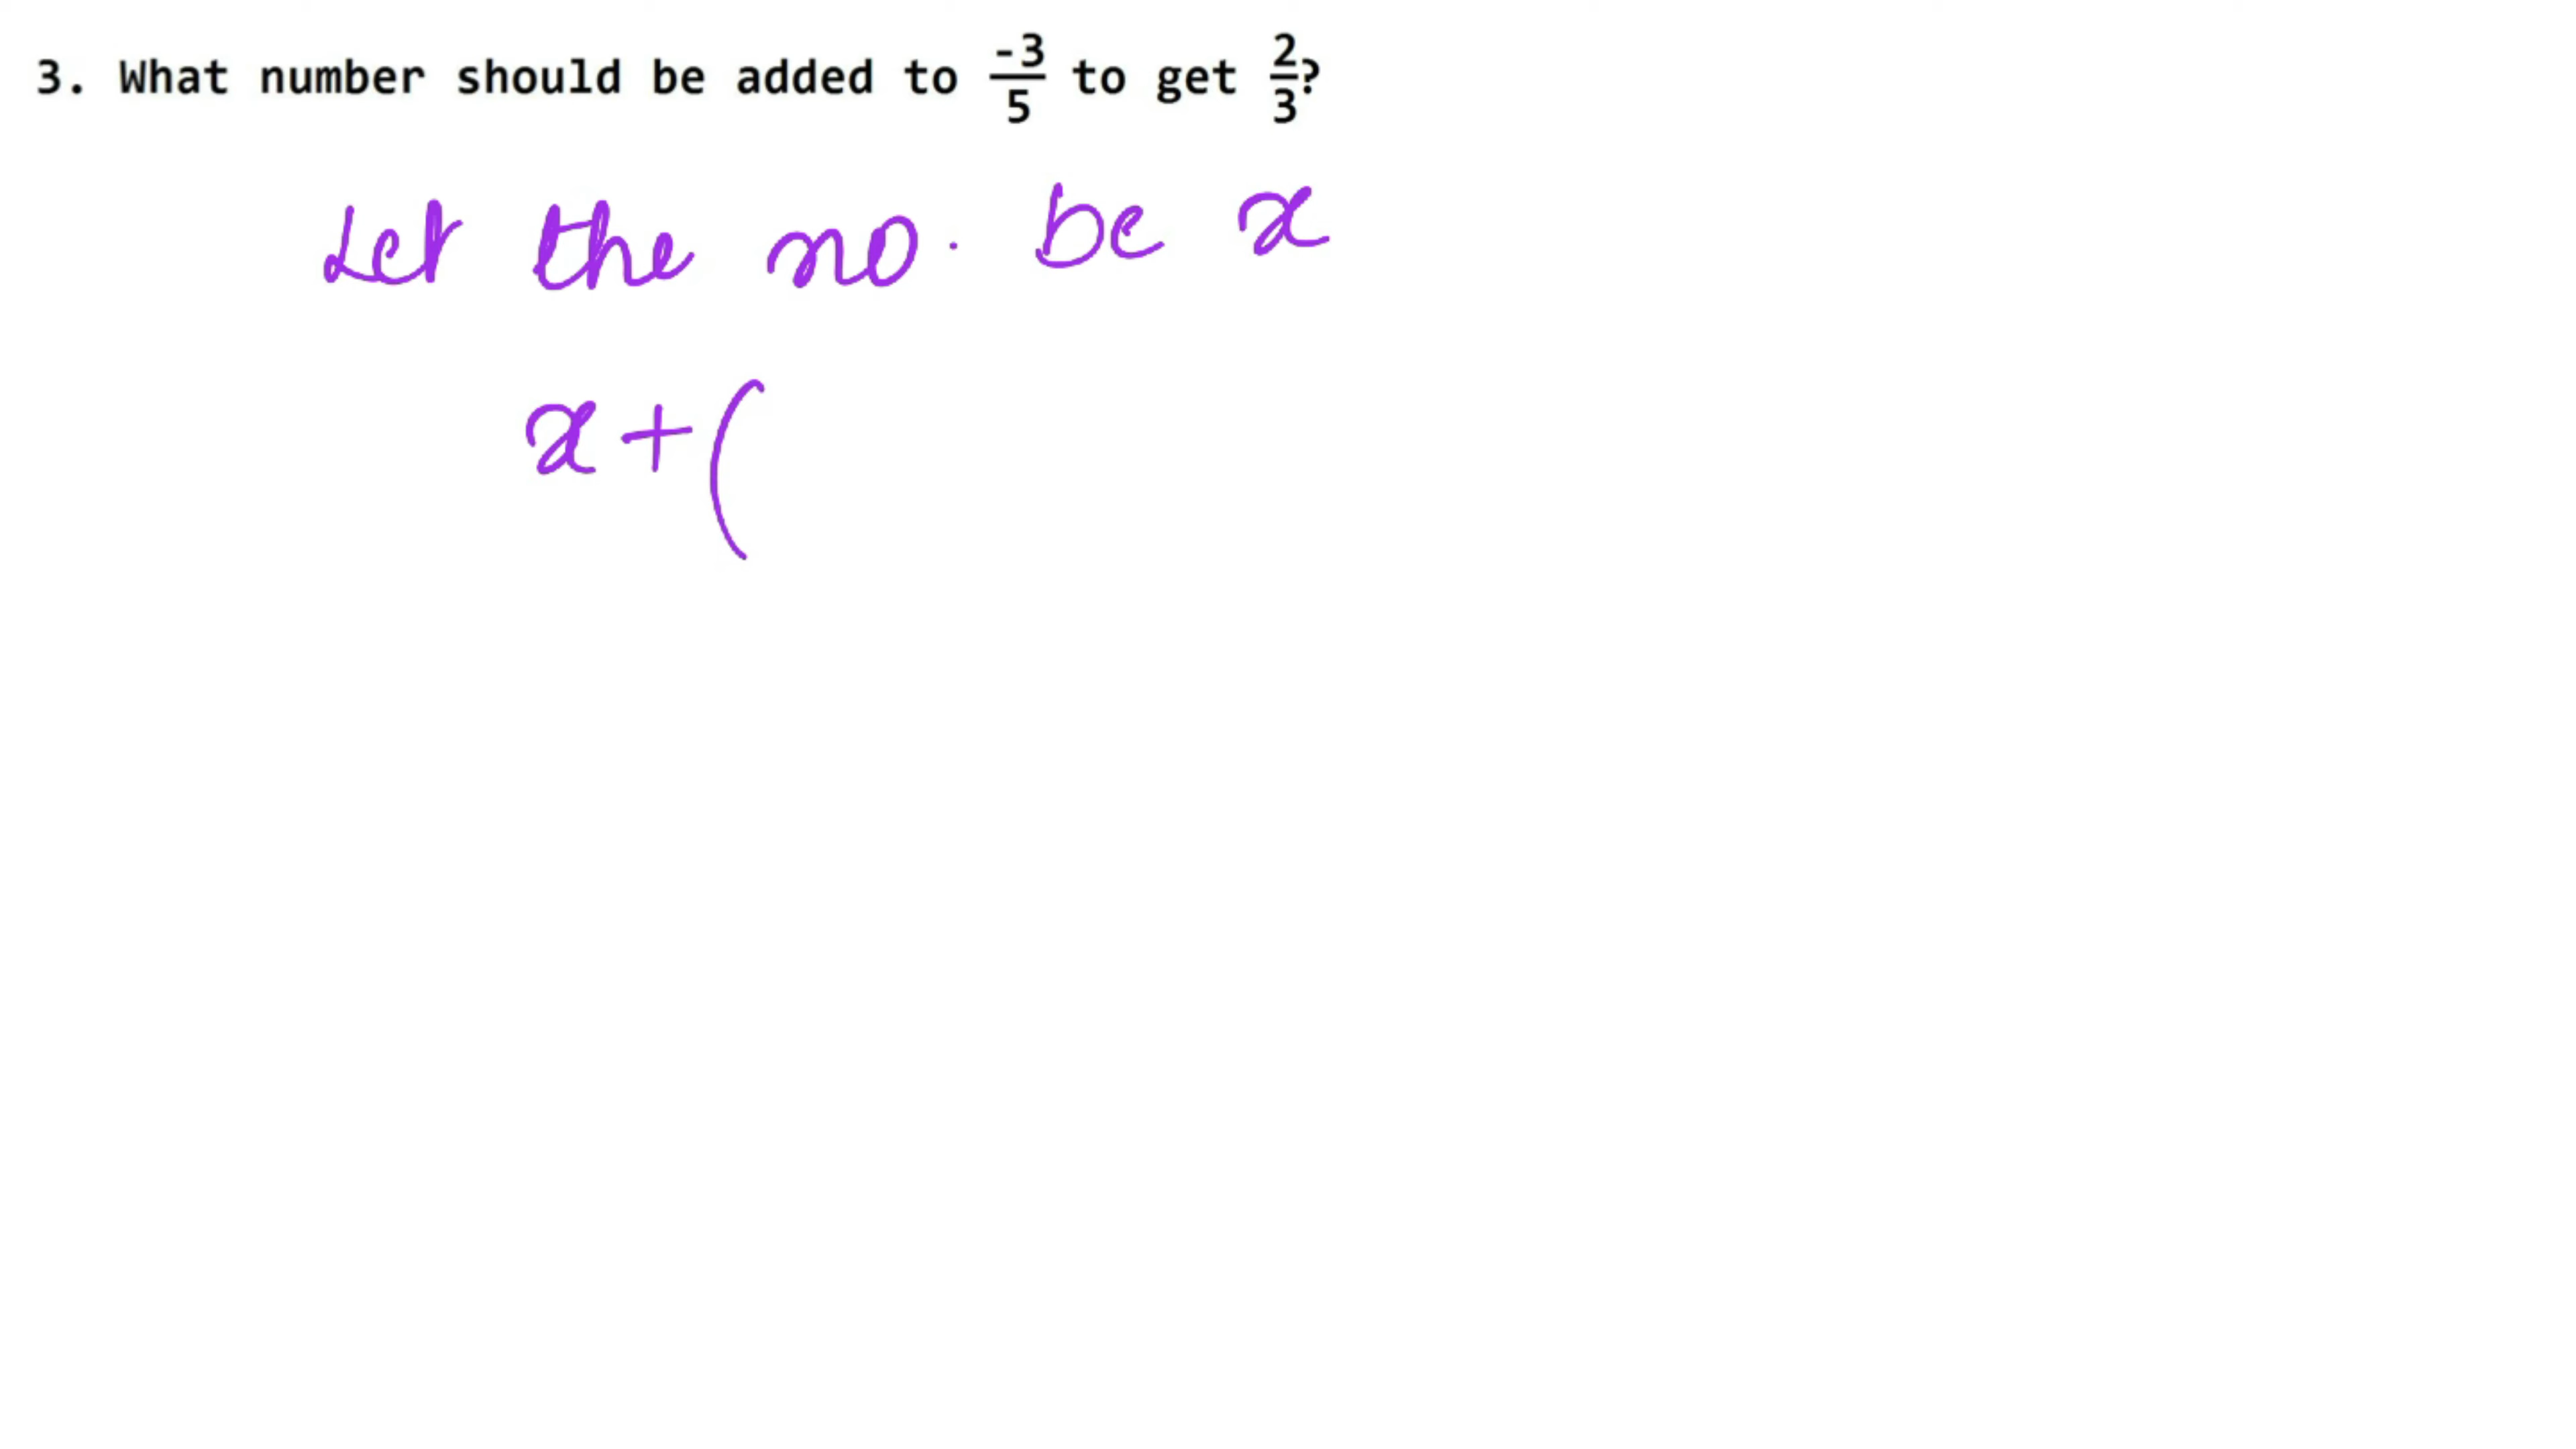 3. What number should be added to -3/5 to get 2/3?
Let the no. be x
x + (